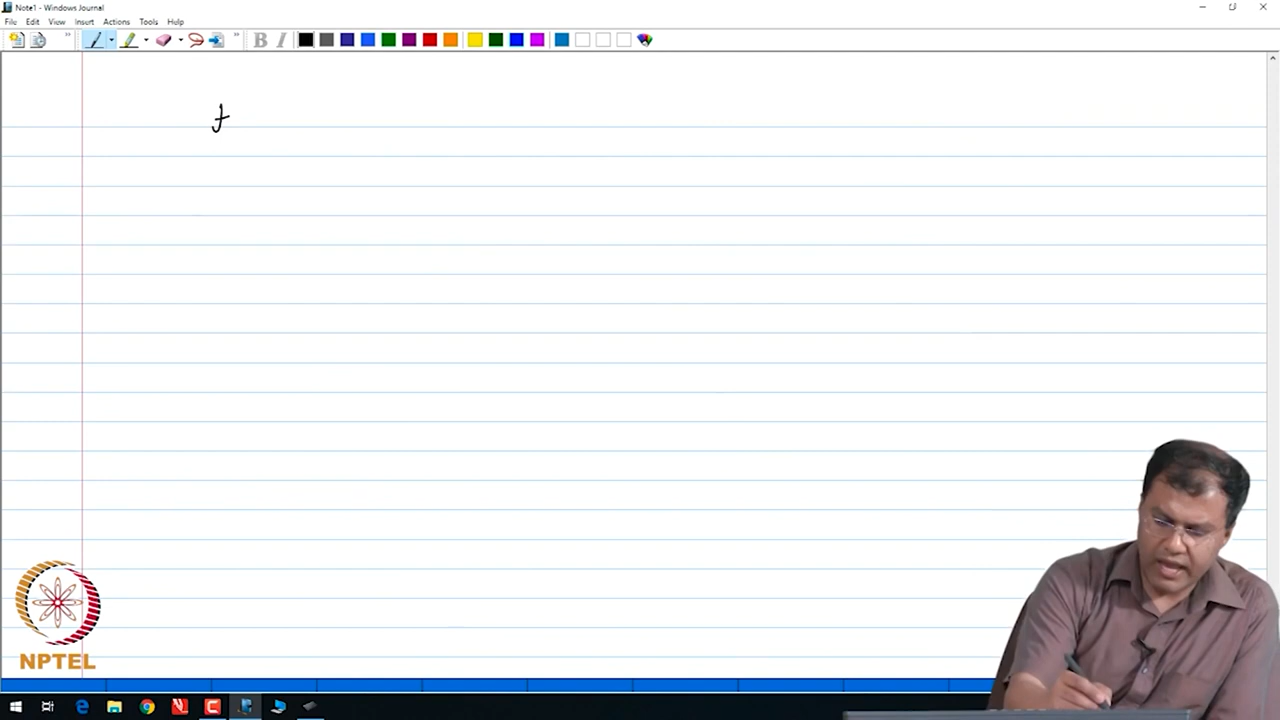 Note1 - Windows Journal
File Edit View Insert Actions Tools Help
B I
NPTEL